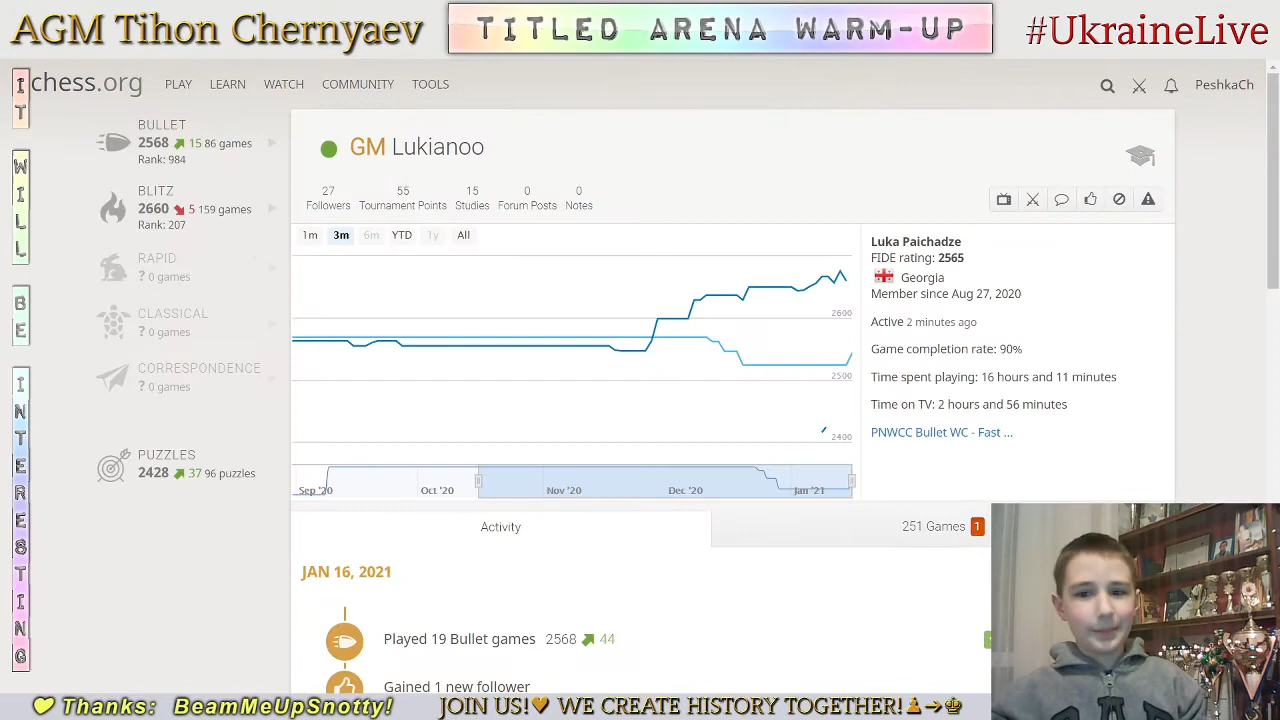 AGM Tihon Chernyaev
TITLED ARENA WARM-UP
#UkraineLive
IT
WILL
BE
INTERESTING
chess.org
PLAY
LEARN
WATCH
COMMUNITY
TOOLS
PeshkaCh
BULLET
2568 15 86 games
Rank: 984
BLITZ
2660 5 159 games
Rank: 207
RAPID
? 0 games
CLASSICAL
? 0 games
CORRESPONDENCE
? 0 games
PUZZLES
2428 37 96 puzzles
GM Lukianoo
27 Followers
55 Tournament Points
15 Studies
0 Forum Posts
0 Notes
1m 3m 6m YTD 1y All
2600
2500
2400
Sep '20 Oct '20 Nov '20 Dec '20 Jan '21
Luka Paichadze
FIDE rating: 2565
Georgia
Member since Aug 27, 2020
Active 2 minutes ago
Game completion rate: 90%
Time spent playing: 16 hours and 11 minutes
Time on TV: 2 hours and 56 minutes
PNWCC Bullet WC - Fast ...
Activity
251 Games 1
JAN 16, 2021
Played 19 Bullet games 2568 44
Gained 1 new follower
Thanks: BeamMeUpSnotty!
JOIN US!🧡 WE CREATE HISTORY TOGETHER!♟→♚